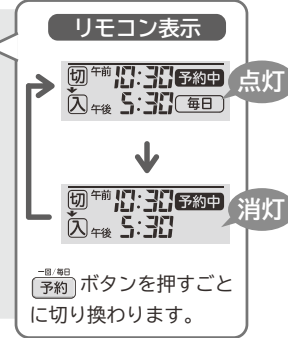 リモコン表示
切 午前 10:30 予約中
入 午後 5:30 毎日
点灯
切 午前 10:30 予約中
入 午後 5:30
消灯
一回/毎日
予約 ボタンを押すごと
に切り換わります。